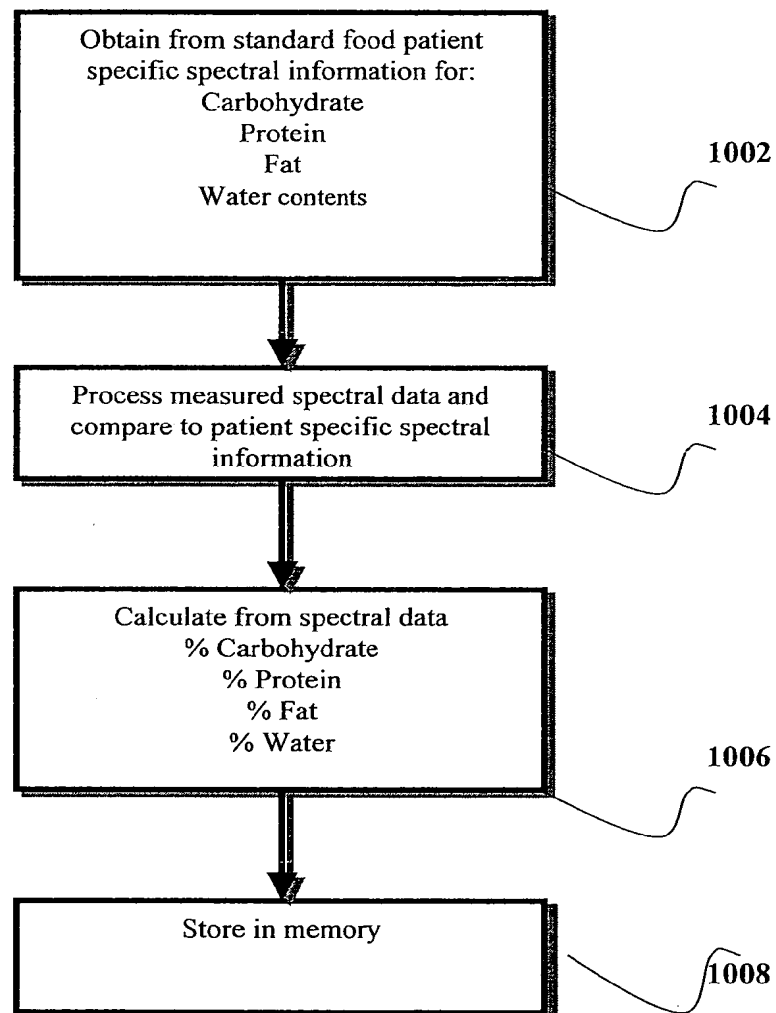 Obtain from standard food patient
specific spectral information for:
Carbohydrate
Protein
Fat
Water contents
1002
Process measured spectral data and
compare to patient specific spectral
information
1004
Calculate from spectral data
% Carbohydrate
% Protein
% Fat
% Water
1006
Store in memory
1008